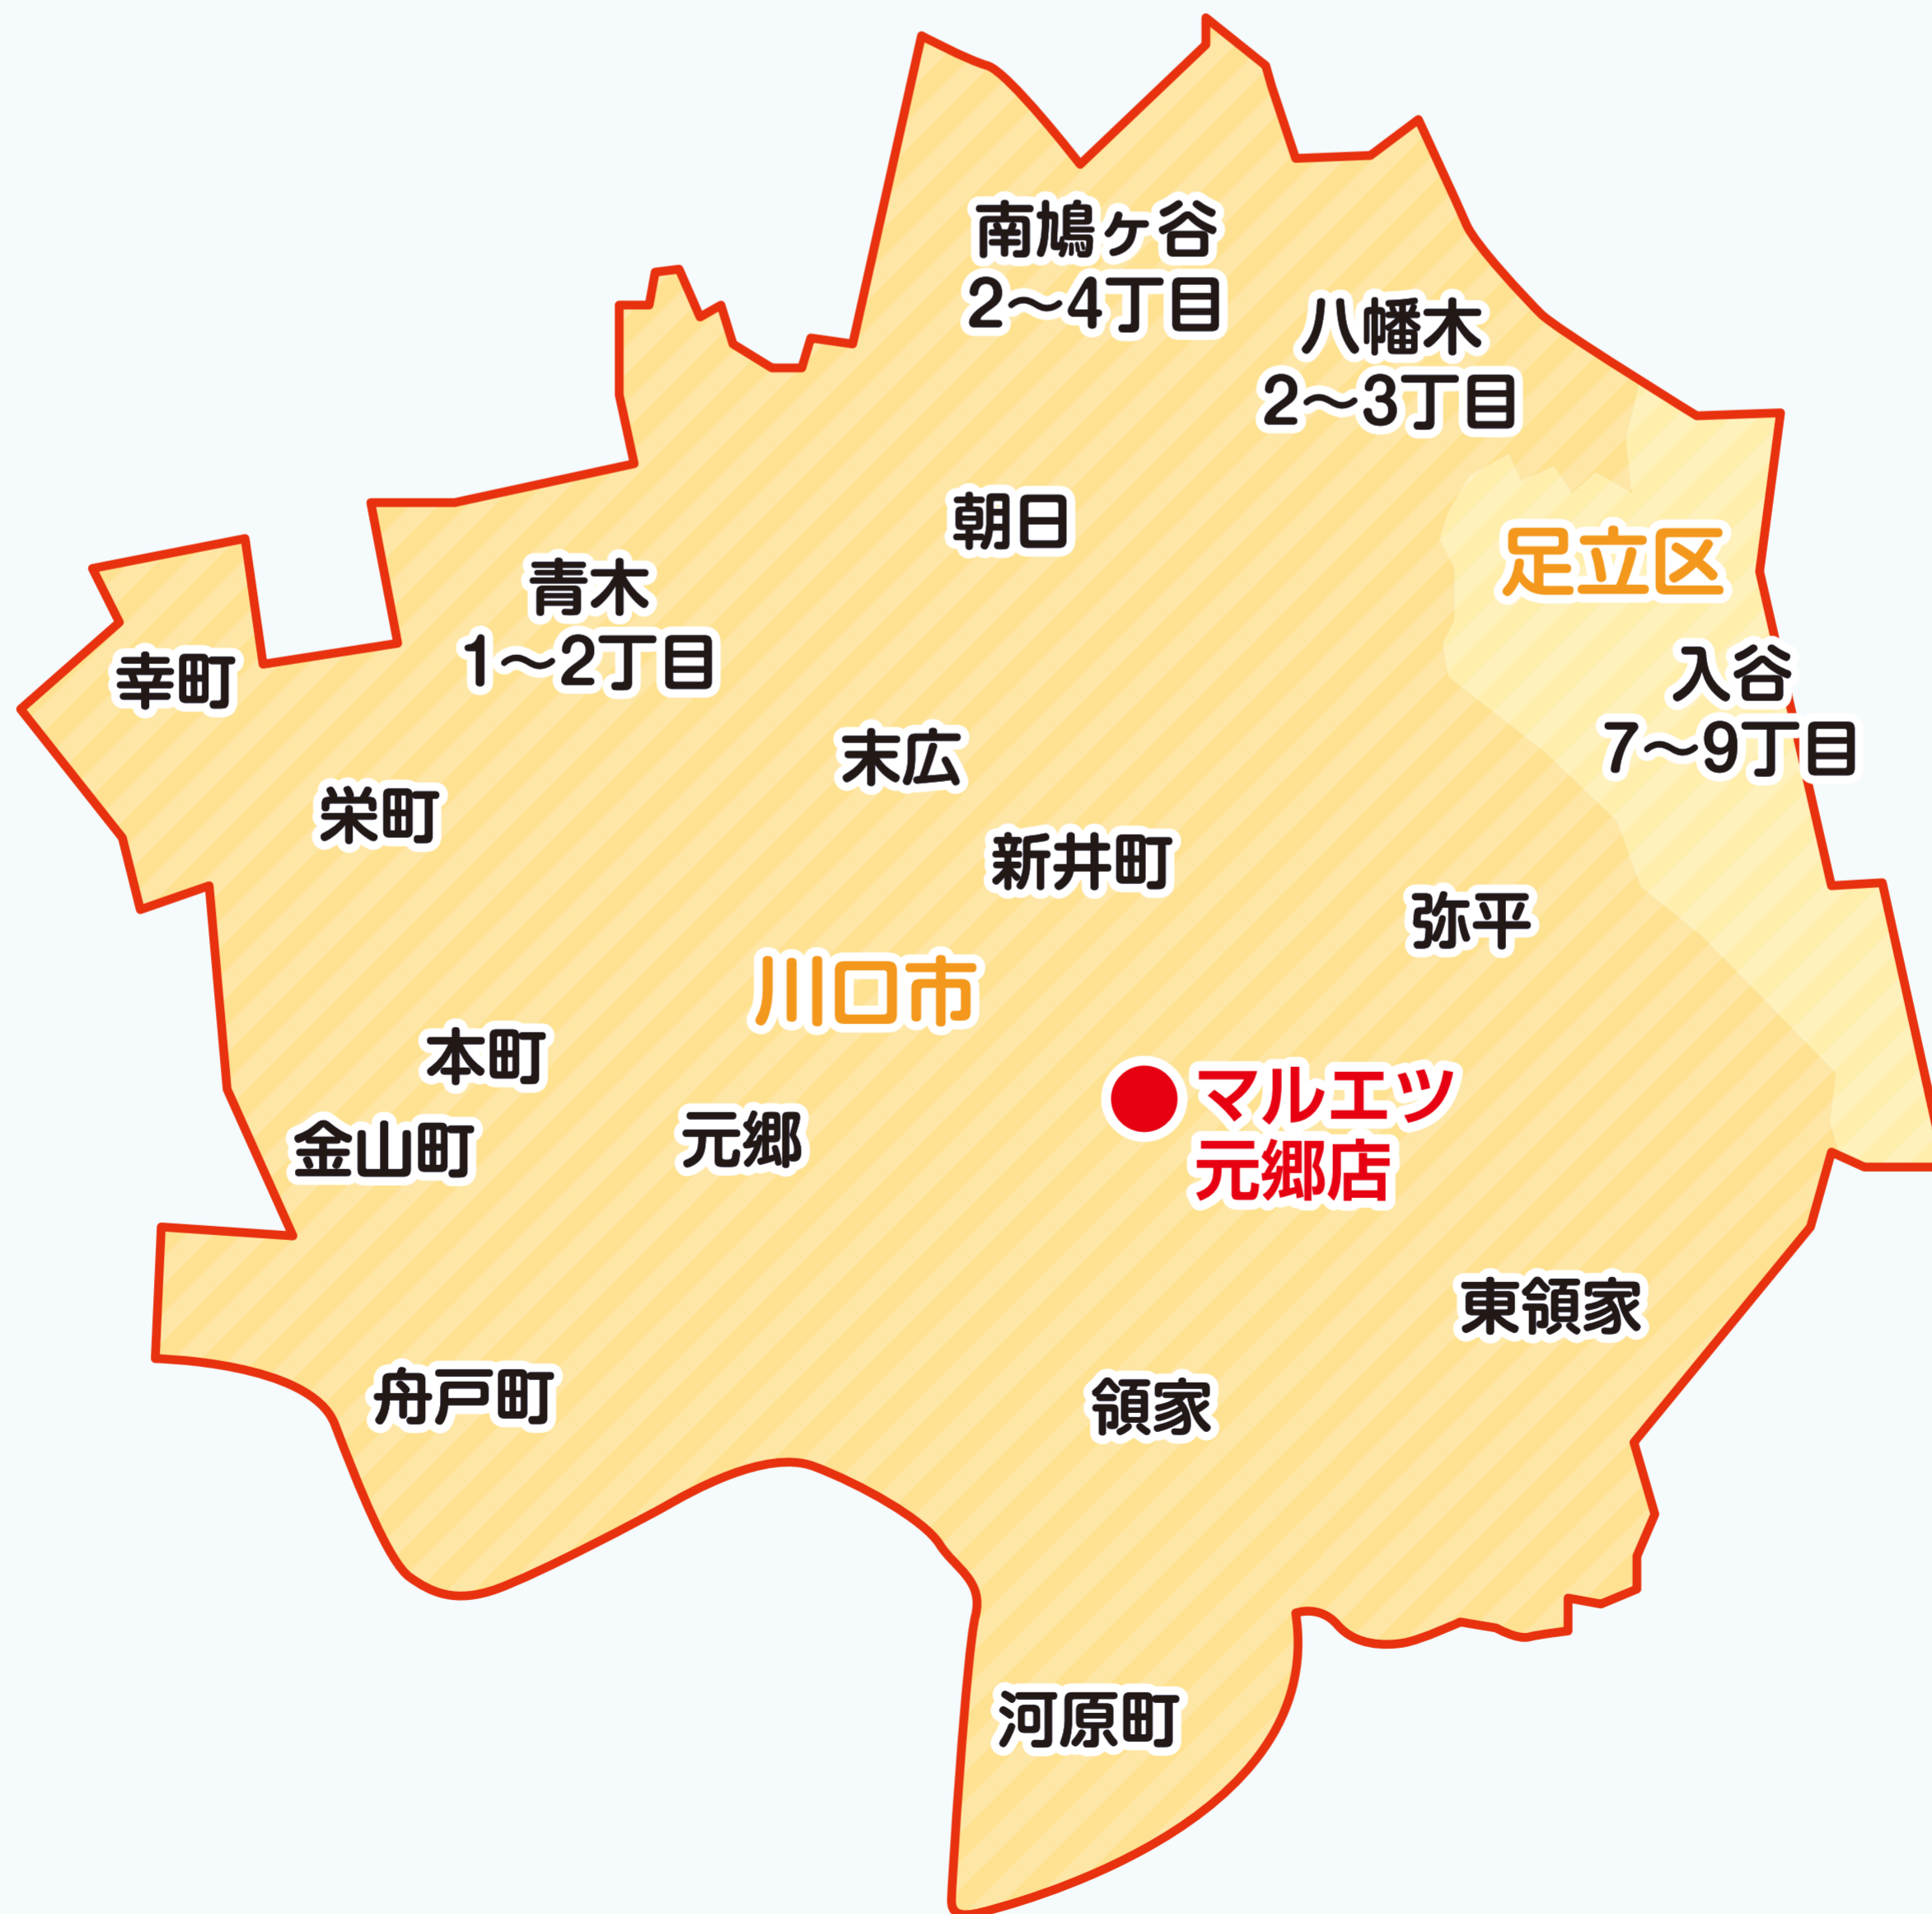 南鳩ヶ谷
2〜4丁目
八幡木
2〜3丁目
朝日
足立区
青木
1〜2丁目
入谷
7〜9丁目
幸町
末広
栄町
新井町
弥平
川口市
本町
マルエツ
元郷店
金山町
元郷
東領家
舟戸町
領家
河原町